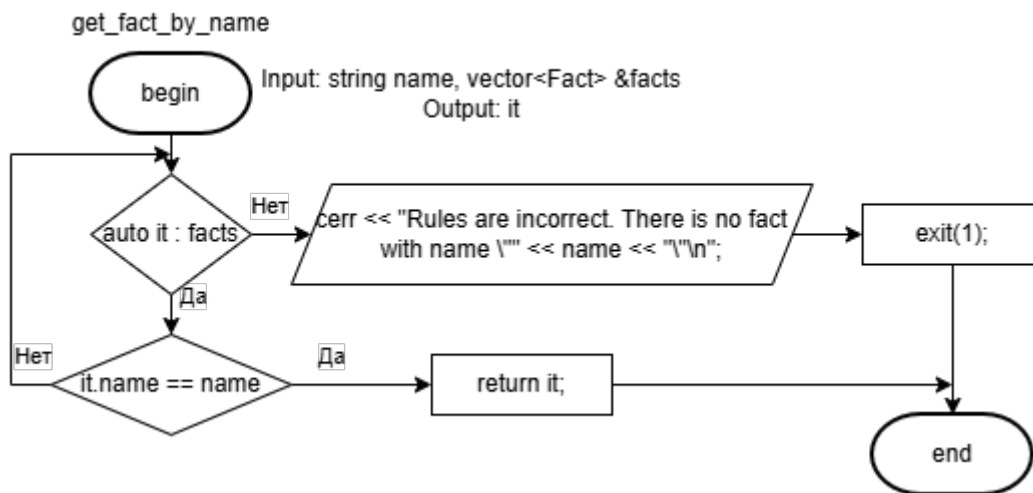 get_fact_by_name
begin
Input: string name, vector<Fact> &facts
Output: it
auto it : facts
Нет
cerr << "Rules are incorrect. There is no fact
with name \"" << name << "\"\n";
exit(1);
Да
Нет
it.name == name
Да
return it;
end